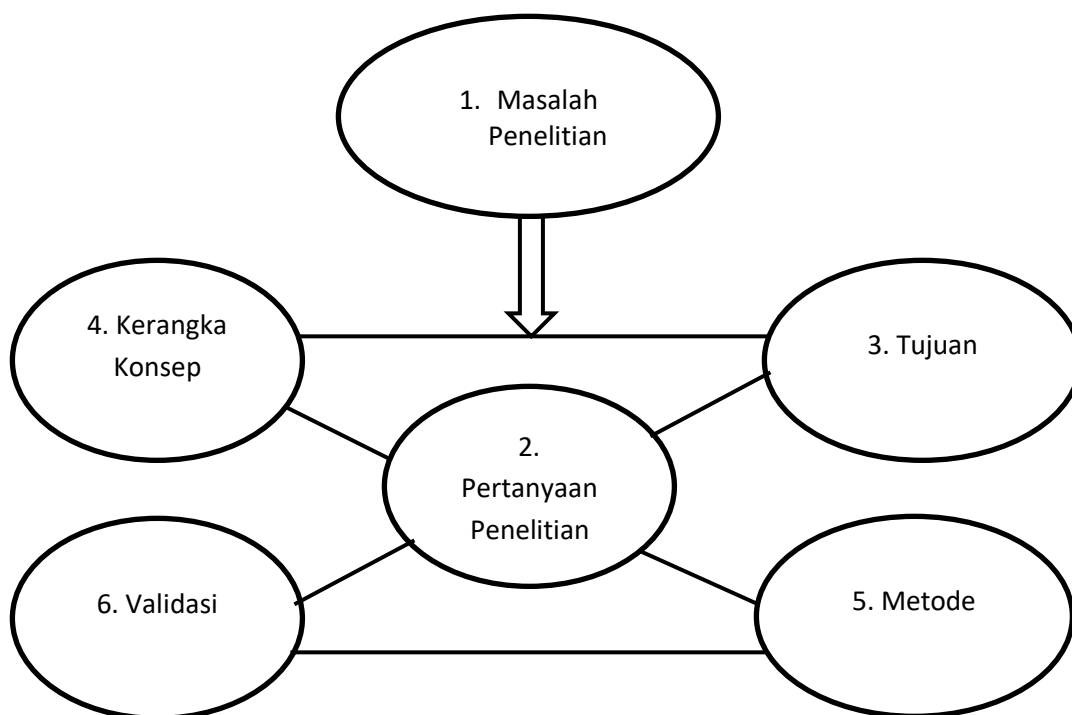 1. Masalah
Penelitian
4. Kerangka
Konsep
3. Tujuan
2.
Pertanyaan
Penelitian
6. Validasi
5. Metode